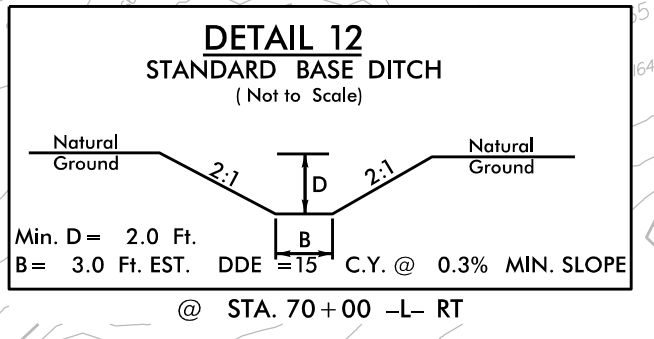 DETAIL 12
STANDARD BASE DITCH
( Not to Scale)
Natural
Ground
2:1
D
2:1
Natural
Ground
Min. D = 2.0 Ft.
B
B = 3.0 Ft. EST. DDE =15 C.Y. @ 0.3% MIN. SLOPE
@ STA. 70+00 -L- RT